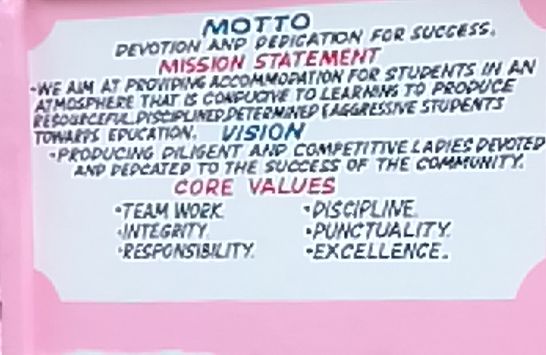 MOTTO
DEVOTION AND DEDICATION FOR SUCCESS.
MISSION STATEMENT
-WE AIM AT PROVIDING ACCOMMODATION FOR STUDENTS IN AN
ATMOSPHERE THAT IS CONDUCIVE TO LEARNING TO PRODUCE
RESOURCEFUL, DISCIPLINED, DETERMINED & AGGRESSIVE STUDENTS
TOWARDS EDUCATION. VISION
•PRODUCING DILIGENT AND COMPETITIVE LADIES DEVOTED
AND DEDCATED TO THE SUCCESS OF THE COMMUNITY.
CORE VALUES
•TEAM WORK. •DISCIPLINE.
•INTEGRITY. •PUNCTUALITY.
•RESPONSIBILITY. •EXCELLENCE.